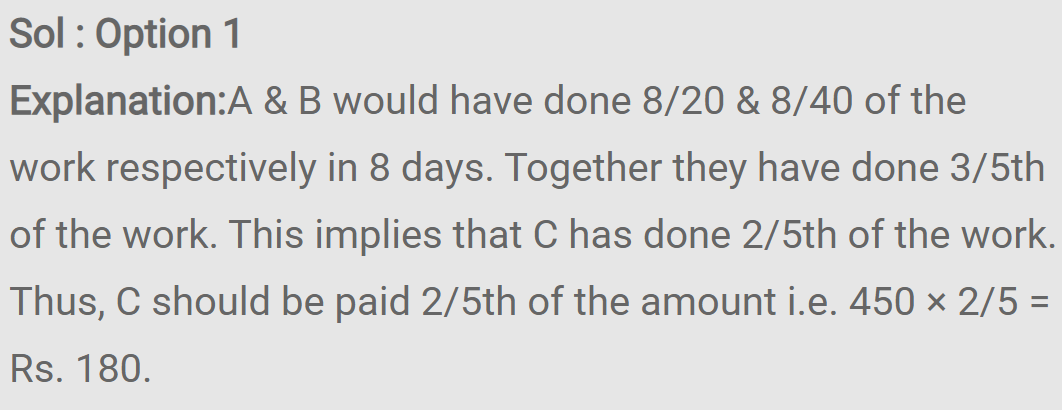 Sol : Option 1
Explanation:A & B would have done 8/20 & 8/40 of the
work respectively in 8 days. Together they have done 3/5th
of the work. This implies that C has done 2/5th of the work.
Thus, C should be paid 2/5th of the amount i.e. 450 × 2/5 =
Rs. 180.